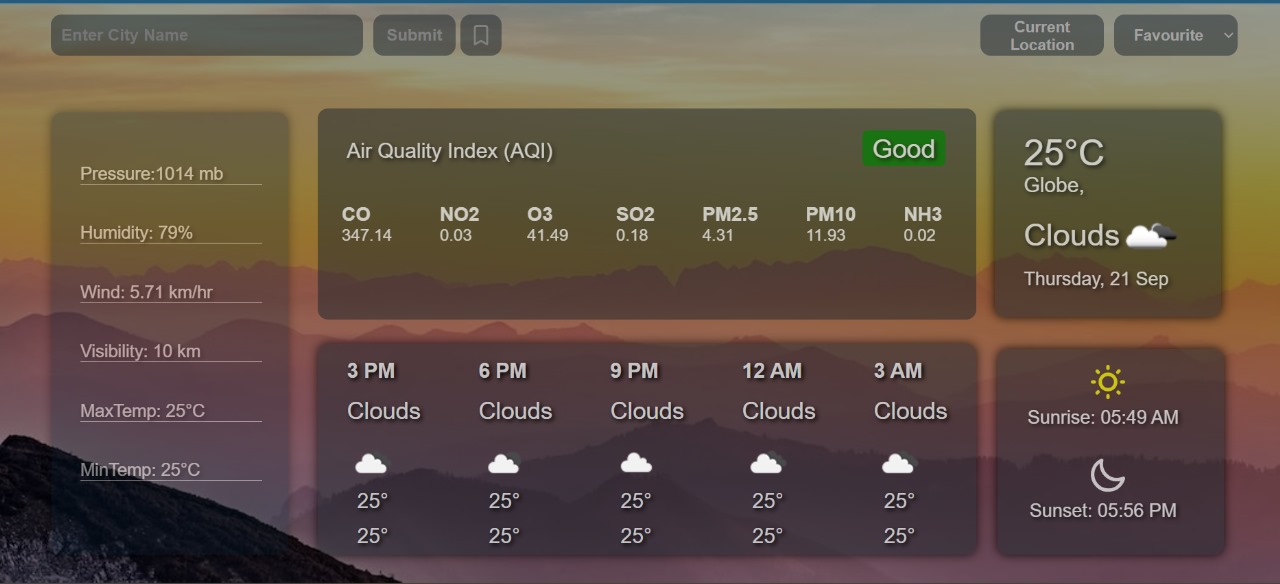 Enter City Name
Submit
Current
Location
Favourite
Pressure:1014 mb
Humidity: 79%
Wind: 5.71 km/hr
Visibility: 10 km
MaxTemp: 25°C
MinTemp: 25°C
Air Quality Index (AQI)
Good
CO NO2 O3 SO2 PM2.5 PM10 NH3
347.14 0.03 41.49 0.18 4.31 11.93 0.02
25°C
Globe,
Clouds
Thursday, 21 Sep
3 PM 6 PM 9 PM 12 AM 3 AM
Clouds Clouds Clouds Clouds Clouds
25° 25° 25° 25° 25°
25° 25° 25° 25° 25°
Sunrise: 05:49 AM
Sunset: 05:56 PM